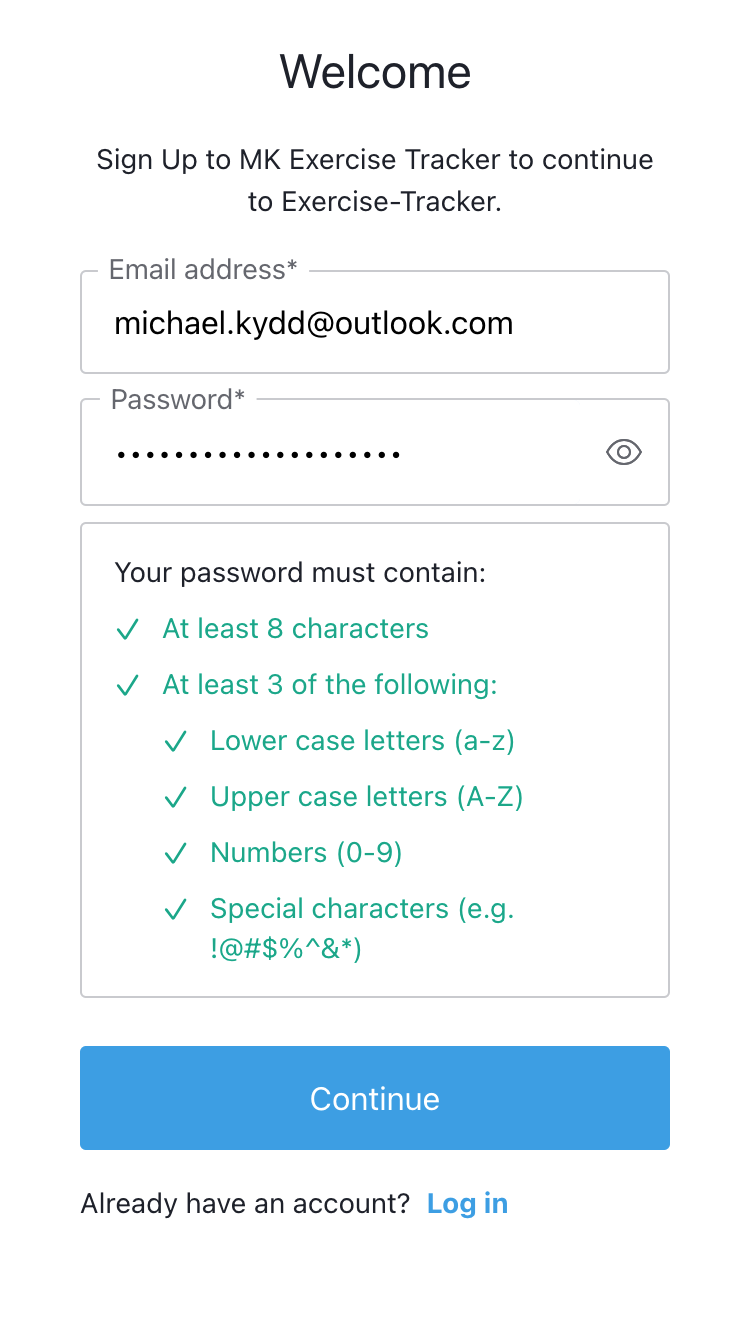 Welcome
Sign Up to MK Exercise Tracker to continue
to Exercise-Tracker.
Email address*
michael.kydd@outlook.com
Password*
••••••••••••••••••••
Your password must contain:
At least 8 characters
At least 3 of the following:
Lower case letters (a-z)
Upper case letters (A-Z)
Numbers (0-9)
Special characters (e.g.
!@#$%^&*)
Continue
Already have an account? Log in